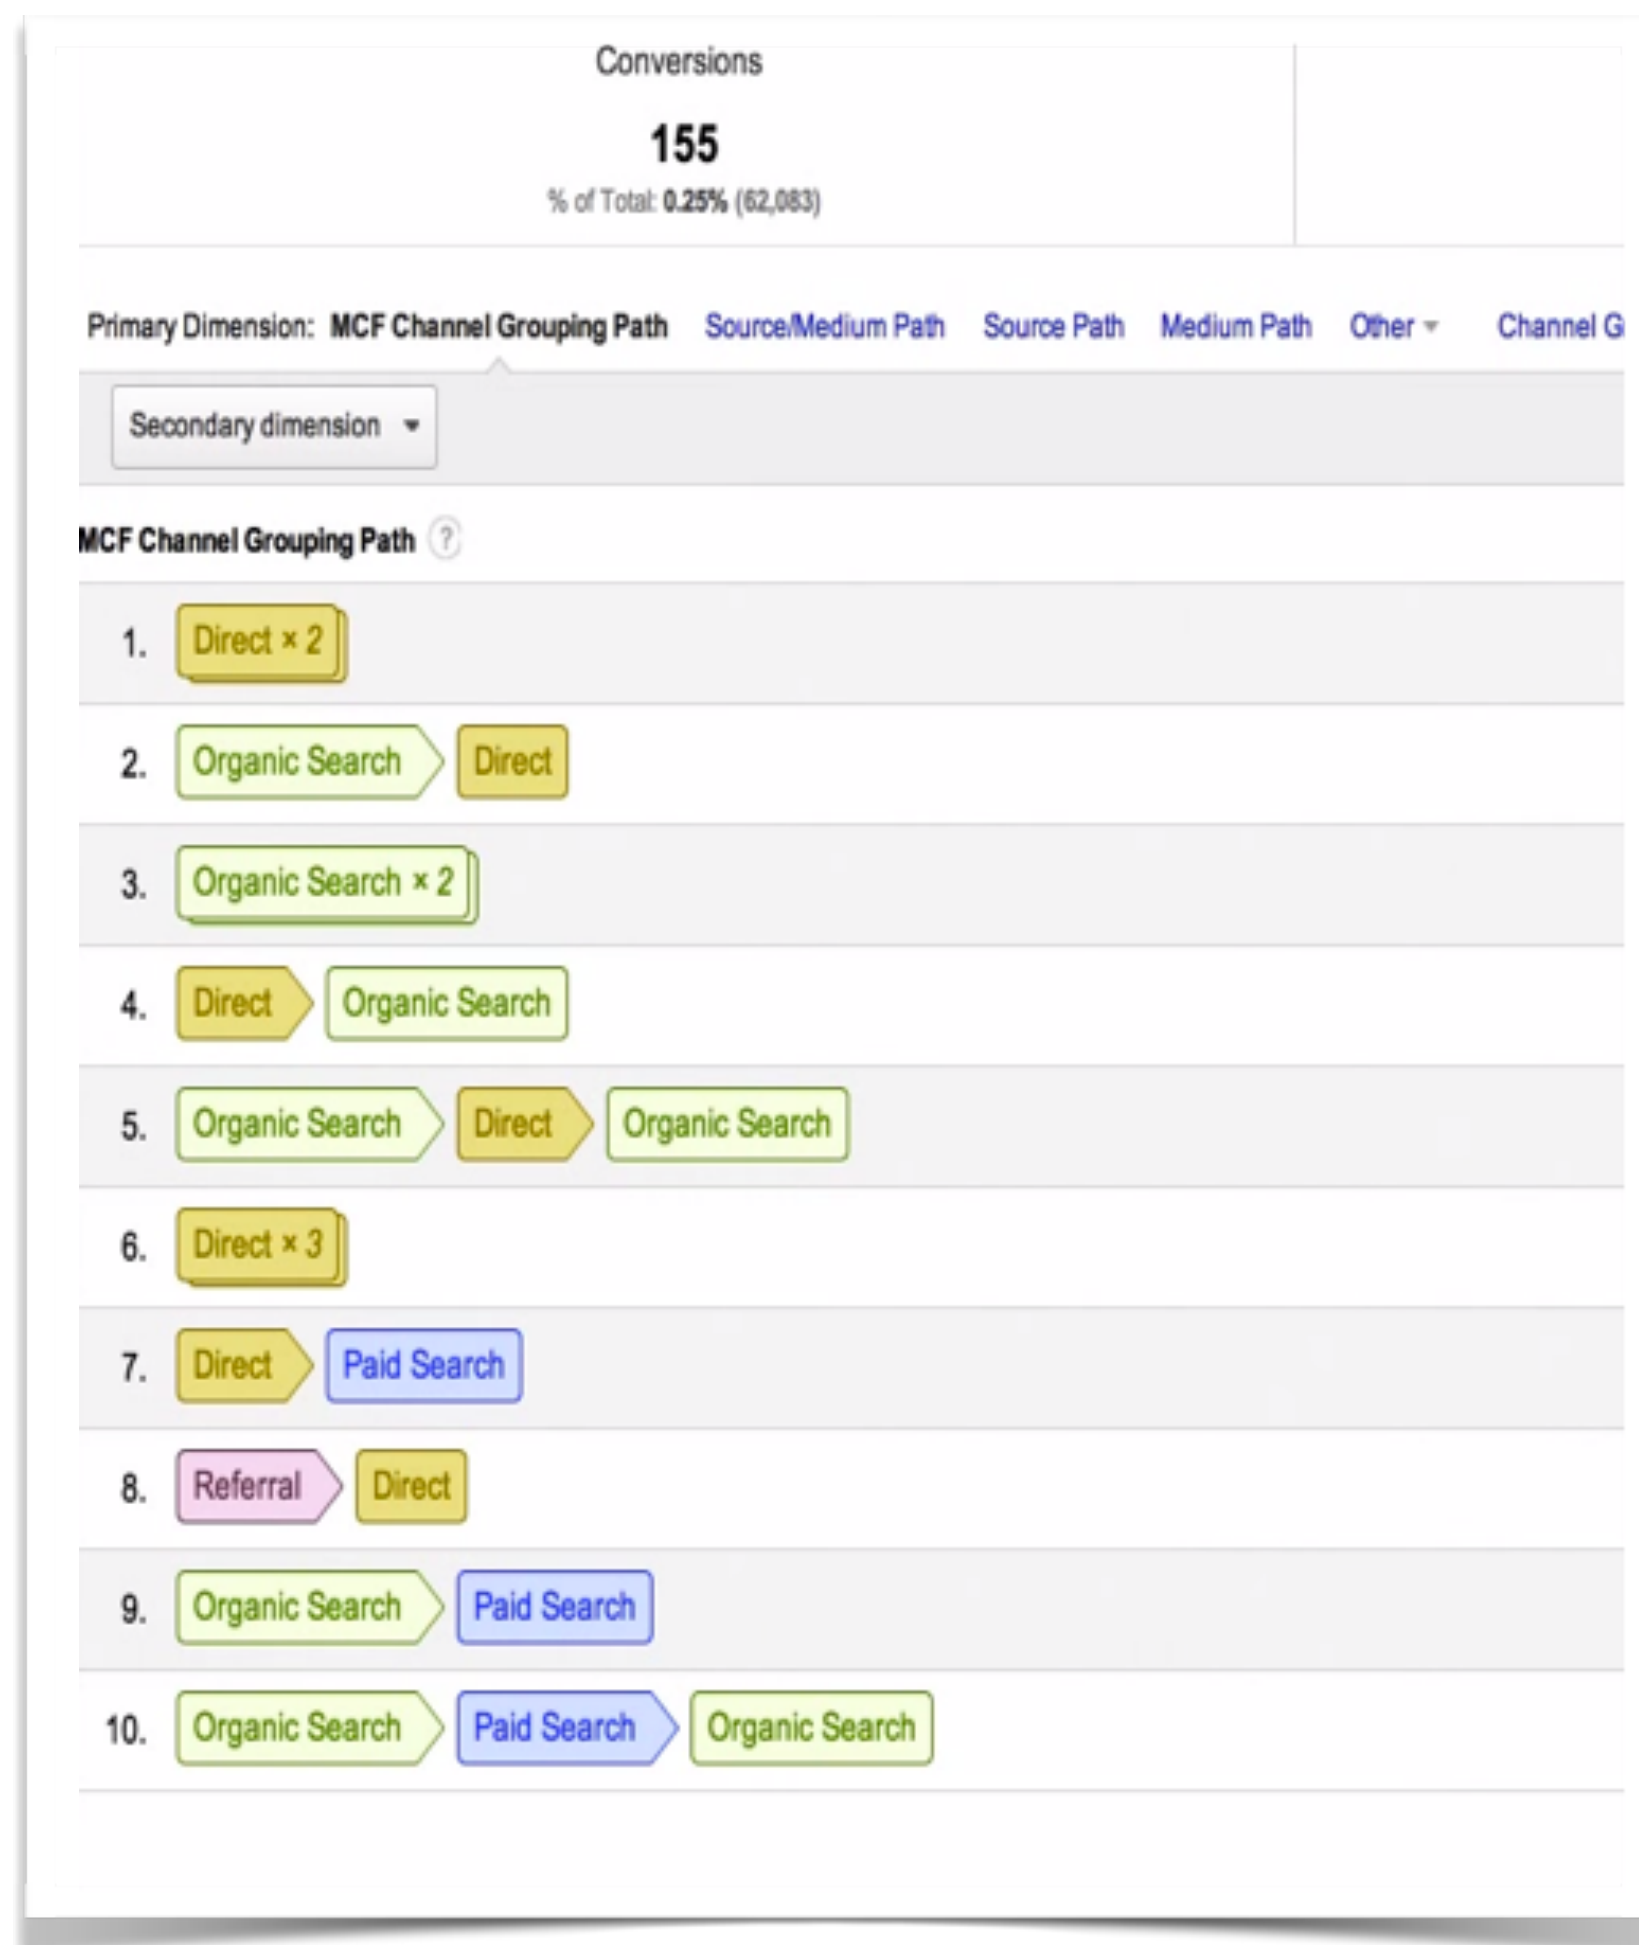 Conversions
155
% of Total: 0.25% (62,083)
Primary Dimension: MCF Channel Grouping Path Source/Medium Path Source Path Medium Path Other Channel G
Secondary dimension
MCF Channel Grouping Path ?
1. Direct × 2
2. Organic Search Direct
3. Organic Search × 2
4. Direct Organic Search
5. Organic Search Direct Organic Search
6. Direct × 3
7. Direct Paid Search
8. Referral Direct
9. Organic Search Paid Search
10. Organic Search Paid Search Organic Search